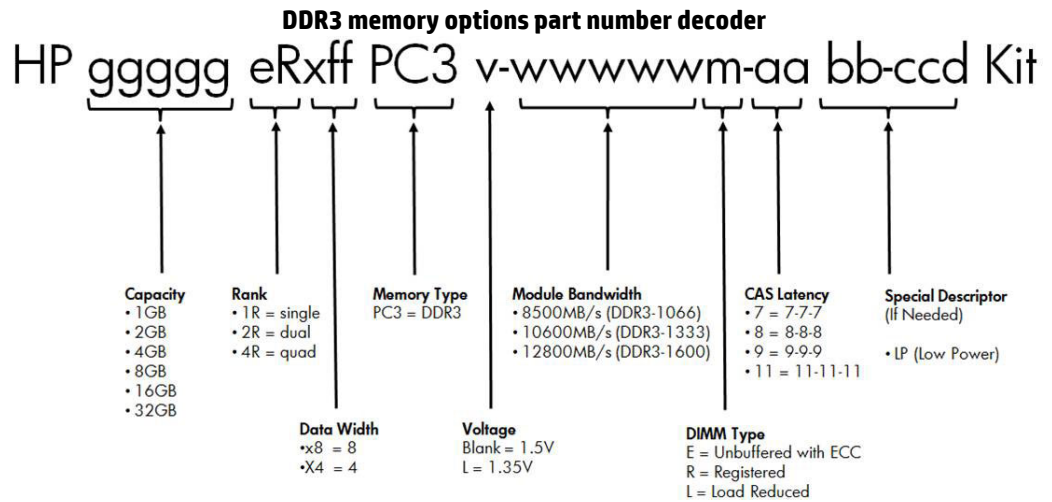 DDR3 memory options part number decoder
HP ggggg eRxff PC3 v-wwwwwm-aa bb-ccd Kit
Capacity
• 1GB
• 2GB
• 4GB
• 8GB
• 16GB
• 32GB
Rank
• 1R = single
• 2R = dual
• 4R = quad
Memory Type
PC3 = DDR3
Module Bandwidth
• 8500MB/s (DDR3-1066)
• 10600MB/s (DDR3-1333)
• 12800MB/s (DDR3-1600)
CAS Latency
• 7 = 7-7-7
• 8 = 8-8-8
• 9 = 9-9-9
• 11 = 11-11-11
Special Descriptor
(If Needed)
• LP (Low Power)
Data Width
•x8 = 8
•X4 = 4
Voltage
Blank = 1.5V
L = 1.35V
DIMM Type
E = Unbuffered with ECC
R = Registered
L = Load Reduced